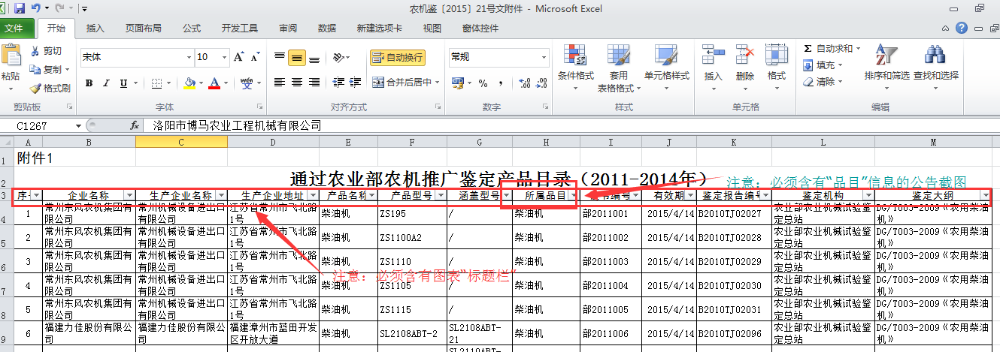 农机鉴〔2015〕21号文附件 - Microsoft Excel
文件 开始 插入 页面布局 公式 开发工具 审阅 数据 新建选项卡 视图 窗体控件
粘贴 剪切 复制 格式刷 剪贴板
宋体 10 B I U 字体
自动换行 合并后居中 对齐方式
常规 % , 数字
条件格式 套用表格格式 单元格样式 样式
插入 删除 格式 单元格
Σ 自动求和 填充 清除 排序和筛选 查找和选择 编辑
C1267 fx 洛阳市博马农业工程机械有限公司
A B C D E F G H I J K L M
1 附件1
2 通过农业部农机推广鉴定产品目录（2011-2014年）
注意：必须含有“品目”信息的公告截图
3 企业名称 生产企业名称 生产企业地址 产品名称 产品型号 涵盖型号 所属品目 书编号 有效期 鉴定报告编号 鉴定机构 鉴定大纲
4 1 常州东风农机集团有限公司 常州机械设备进出口有限公司 江苏省常州市飞北路1号 柴油机 ZS195 / 柴油机 部2011001 2015/4/14 B2010TJ02027 农业部农业机械试验鉴定总站 DG/T003-2009《农用柴油机》
5 2 常州东风农机集团有限公司 常州机械设备进出口有限公司 江苏省常州市飞北路1号 柴油机 ZS1100A2 / 柴油机 部2011002 2015/4/14 B2010TJ02028 农业部农业机械试验鉴定总站 DG/T003-2009《农用柴油机》
6 3 常州东风农机集团有限公司 常州机械设备进出口有限公司 江苏省常州市飞北路1号 柴油机 ZS1110 / 柴油机 部2011003 2015/4/14 B2010TJ02029 农业部农业机械试验鉴定总站 DG/T003-2009《农用柴油机》
注意：必须含有图表“标题栏”
7 4 常州东风农机集团有限公司 常州机械设备进出口有限公司 江苏省常州市飞北路1号 柴油机 ZS1105 / 柴油机 部2011004 2015/4/14 B2010TJ02030 农业部农业机械试验鉴定总站 DG/T003-2009《农用柴油机》
8 5 常州东风农机集团有限公司 常州机械设备进出口有限公司 江苏省常州市飞北路1号 柴油机 ZS1115 / 柴油机 部2011005 2015/4/14 B2010TJ02031 农业部农业机械试验鉴定总站 DG/T003-2009《农用柴油机》
9 6 福建力佳股份有限公司 福建力佳股份有限公司 福建漳州市蓝田开发区开放大道 柴油机 SL2108ABT-2 SL2108ABT-21 柴油机 部2011006 2015/4/14 B2010TJ02096 农业部农业机械试验鉴定总站 DG/T003-2009《农用柴油机》